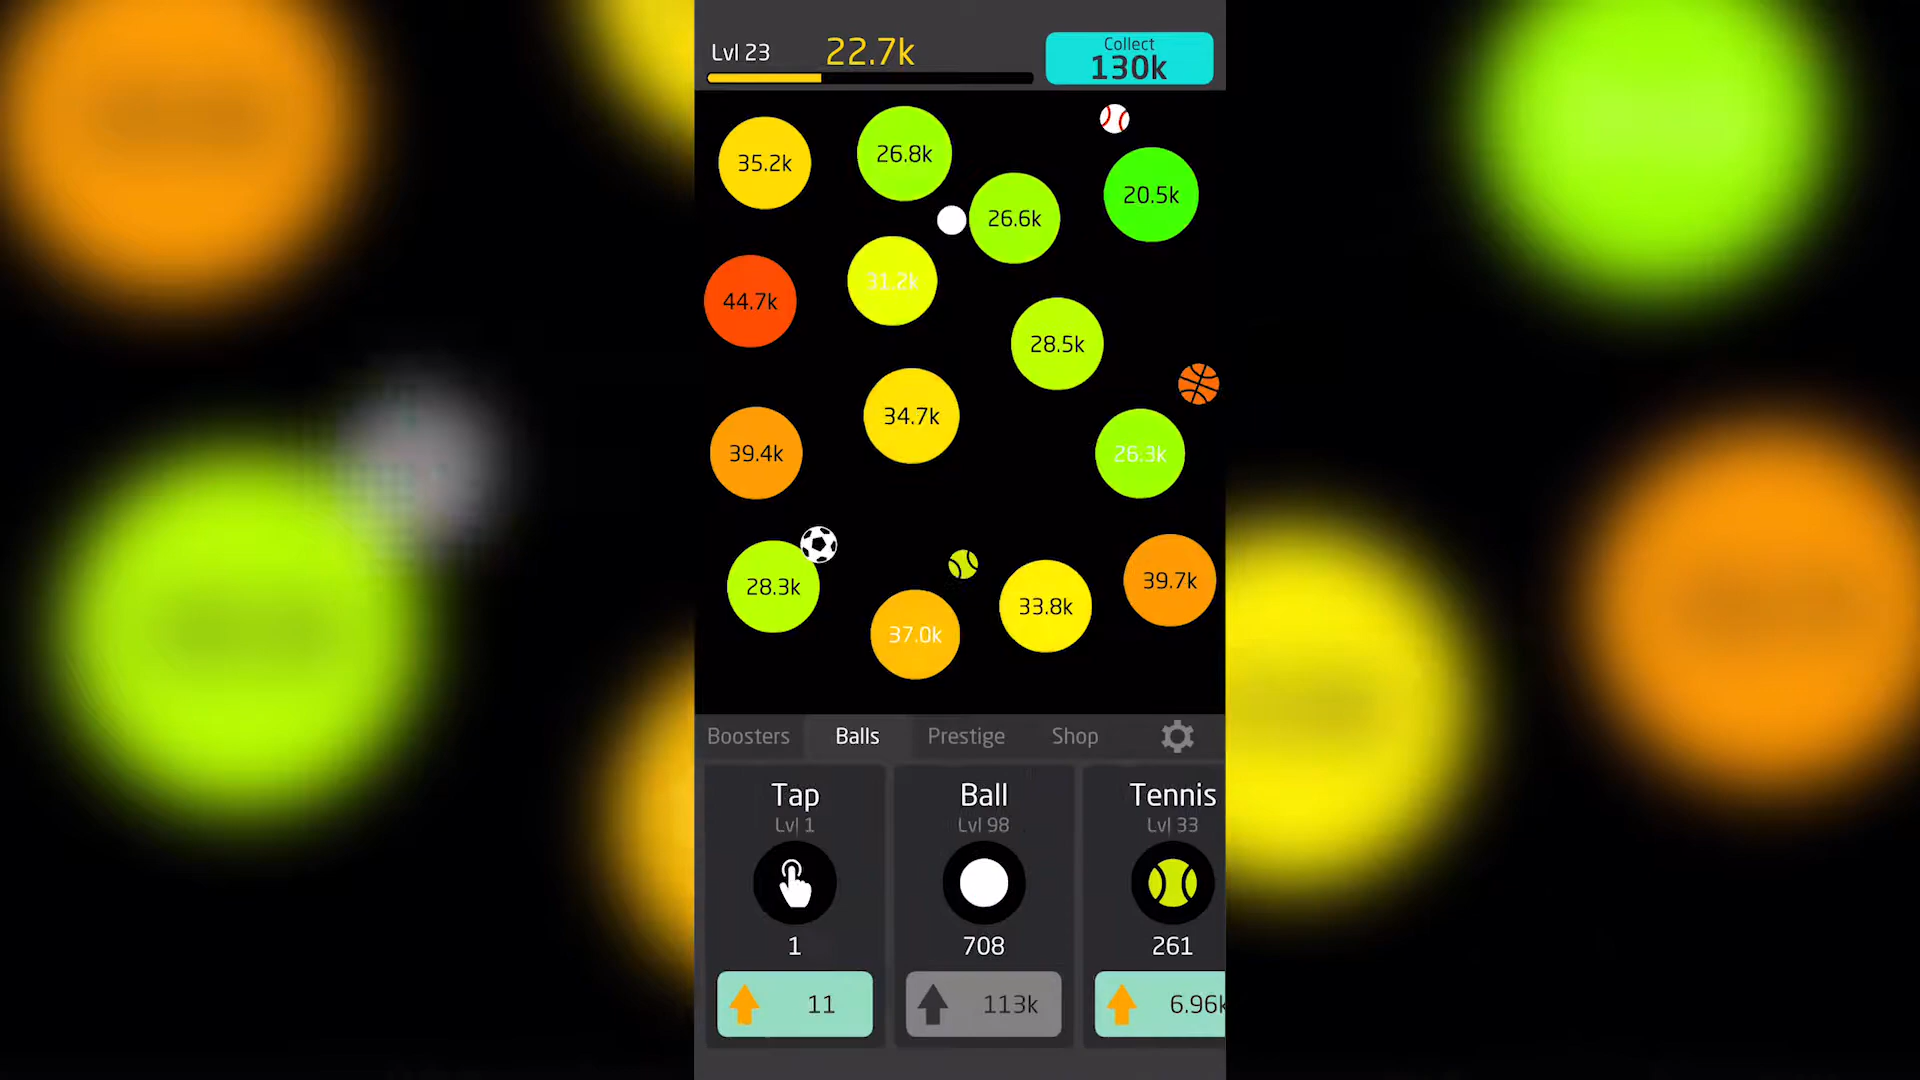 Lvl 23
22.7k
Collect
130k
35.2k
26.8k
26.6k
20.5k
44.7k
31.2k
28.5k
34.7k
39.4k
26.3k
28.3k
37.0k
33.8k
39.7k
Boosters
Balls
Prestige
Shop
Tap
Lvl 1
1
11
Ball
Lvl 98
708
113k
Tennis
Lvl 33
261
6.96k